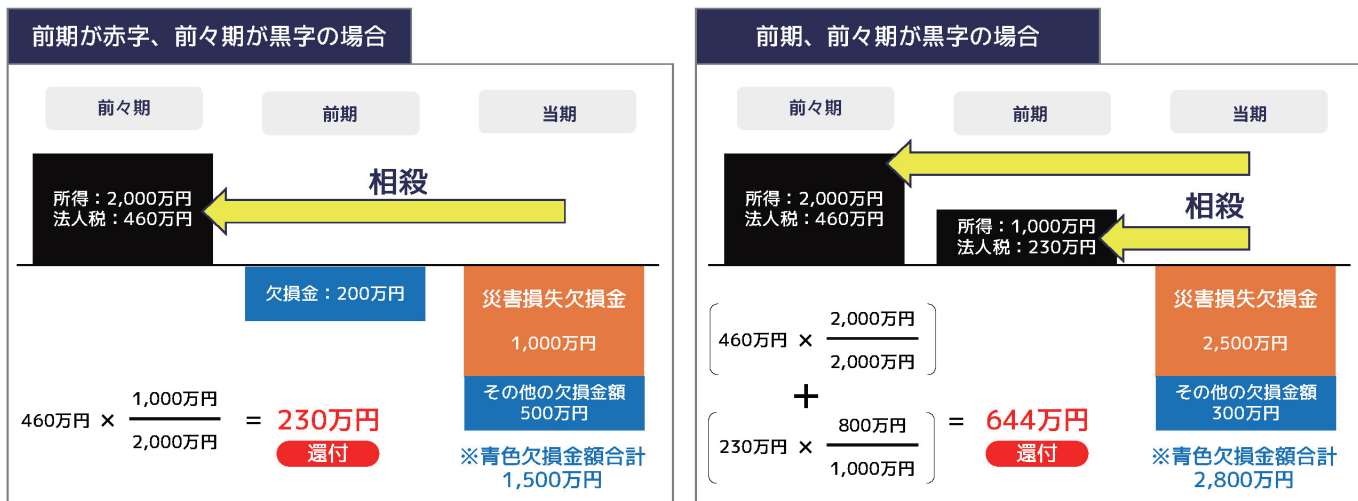 前期が赤字、前々期が黒字の場合
前々期
前期
当期
相殺
所得：2,000万円
法人税：460万円
欠損金：200万円
災害損失欠損金
1,000万円
その他の欠損金額
500万円
460万円 × 1,000万円 / 2,000万円 = 230万円
還付
※青色欠損金額合計
1,500万円
前期、前々期が黒字の場合
前々期
前期
当期
所得：2,000万円
法人税：460万円
相殺
所得：1,000万円
法人税：230万円
災害損失欠損金
2,500万円
その他の欠損金額
300万円
460万円 × 2,000万円 / 2,000万円
+
230万円 × 800万円 / 1,000万円 = 644万円
還付
※青色欠損金額合計
2,800万円